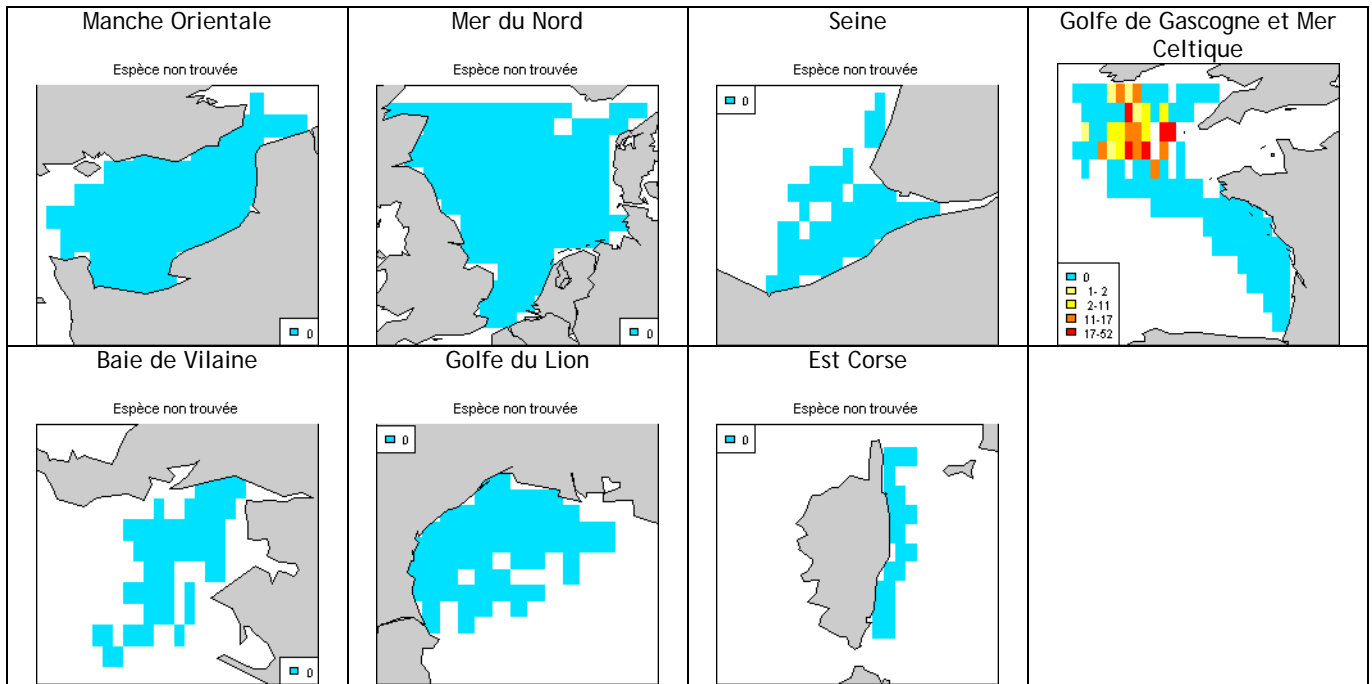 Manche Orientale
Espèce non trouvée
0
Mer du Nord
Espèce non trouvée
0
Seine
Espèce non trouvée
0
Golfe de Gascogne et Mer
Celtique
0
1- 2
2-11
11-17
17-52
Baie de Vilaine
Espèce non trouvée
0
Golfe du Lion
Espèce non trouvée
0
Est Corse
Espèce non trouvée
0